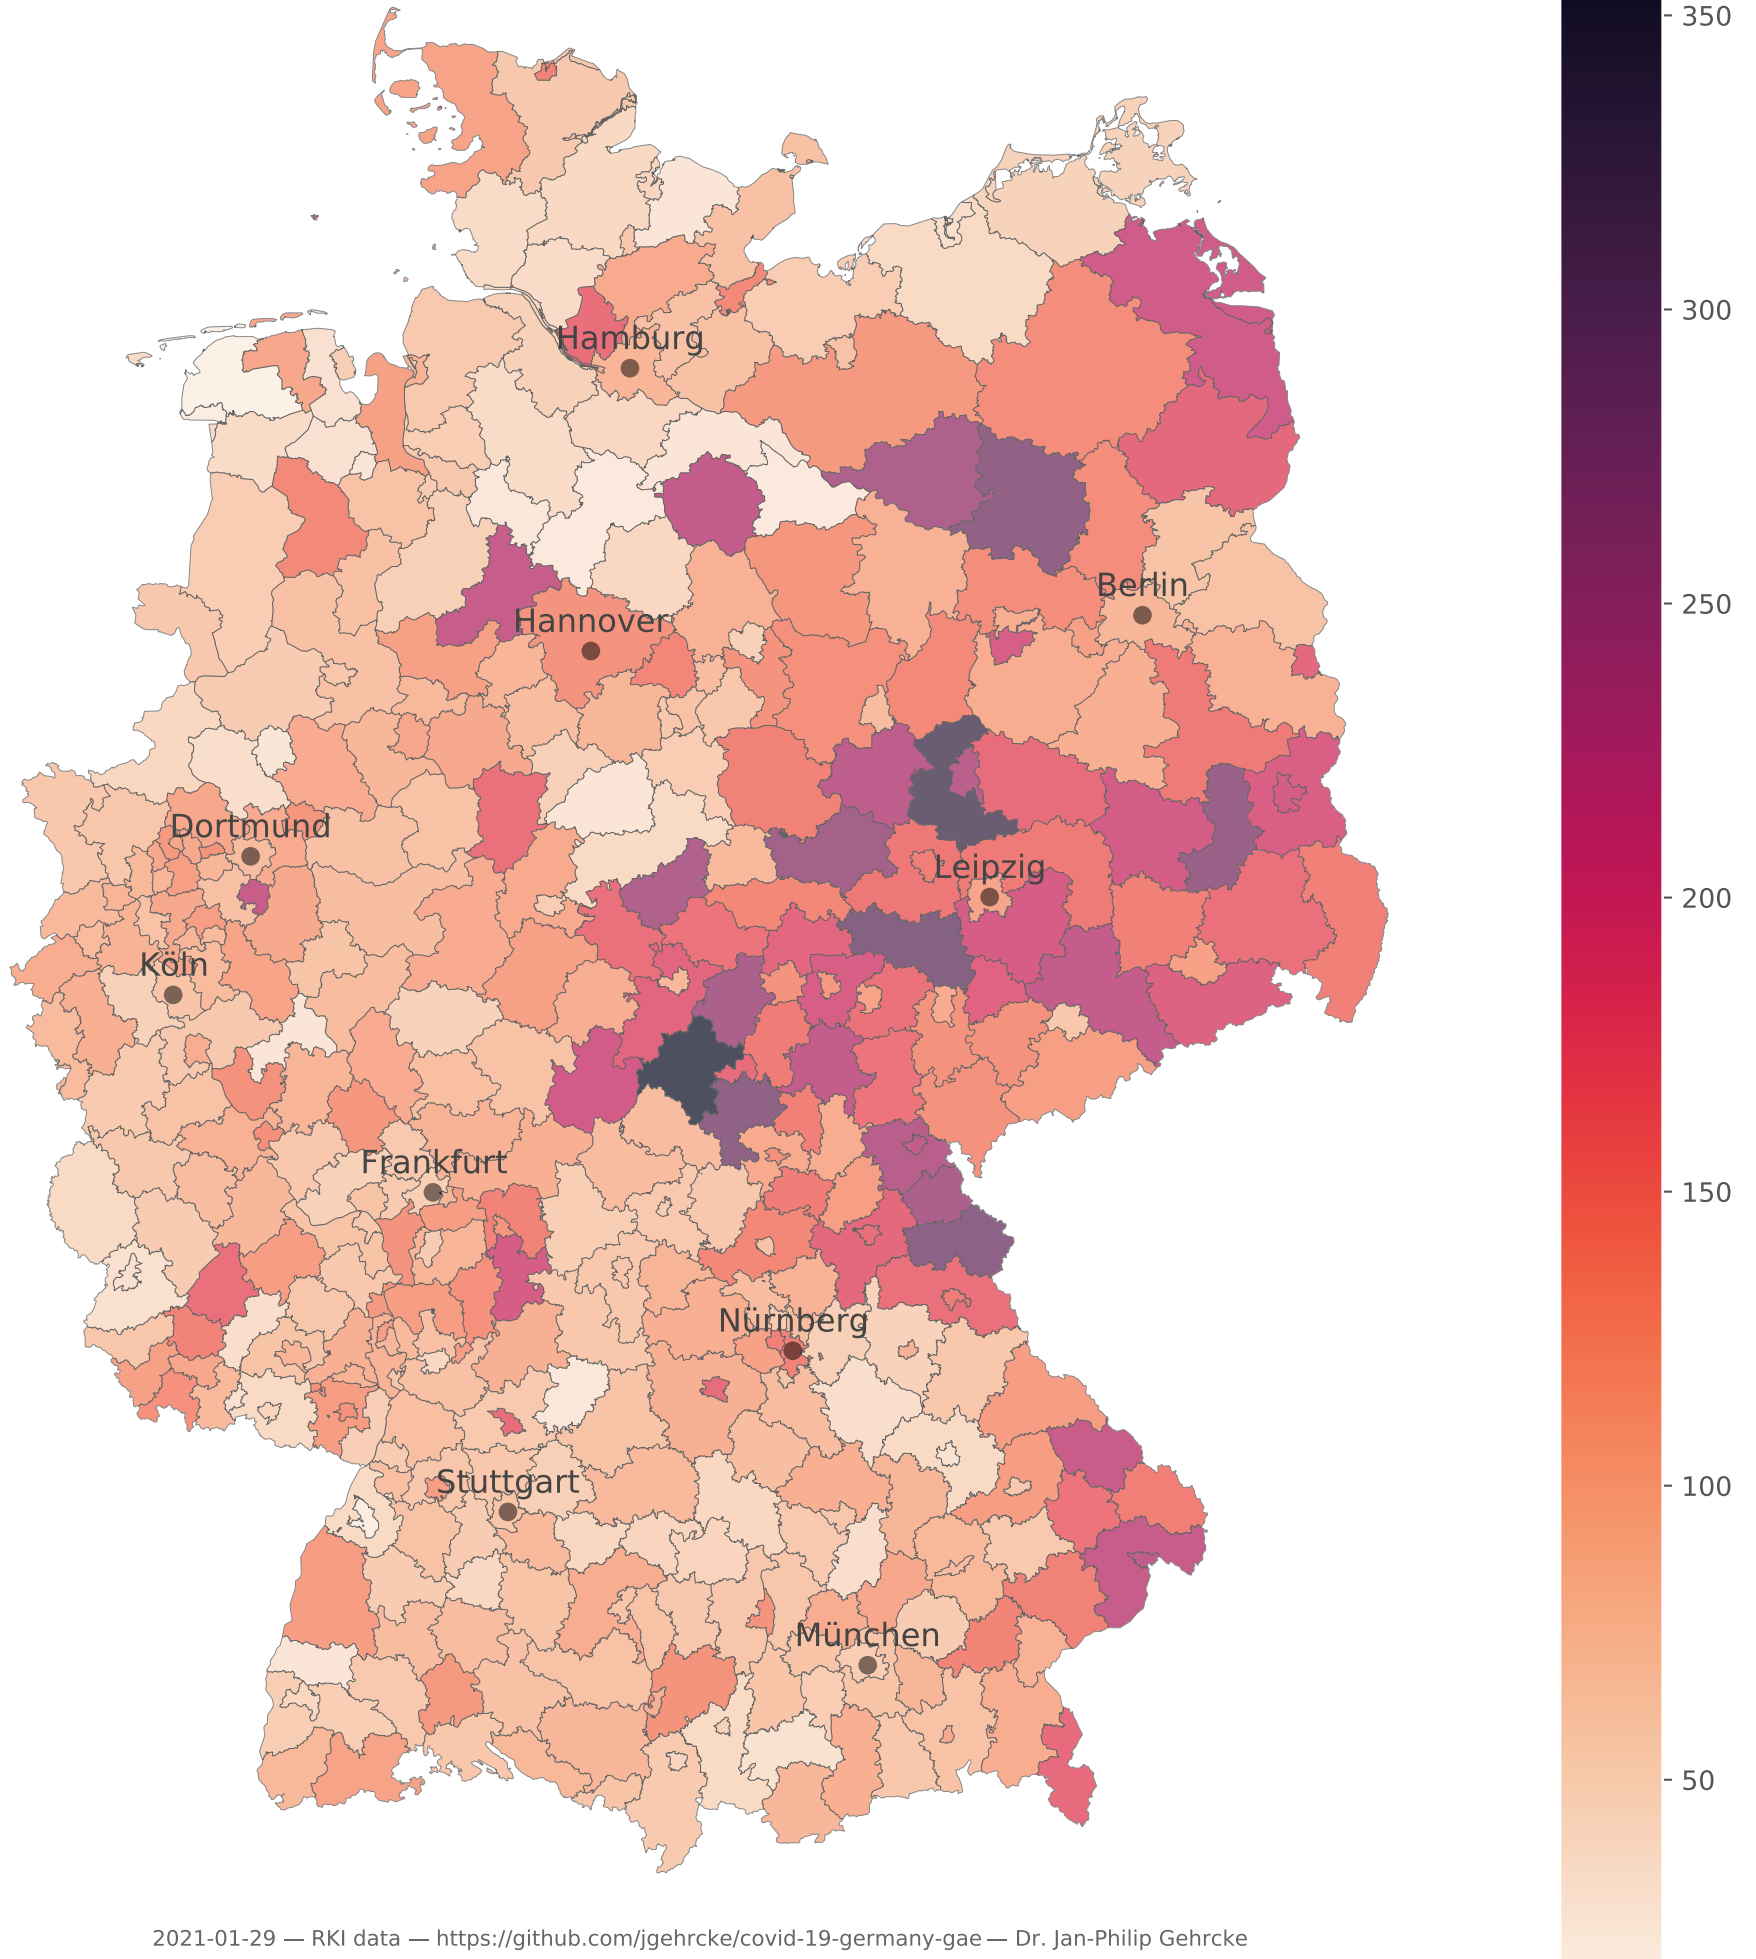 350
300
Hamburg
250
Berlin
Hannover
200
Dortmund
Leipzig
Köln
150
Frankfurt
Nürnberg
100
Stuttgart
München
50
2021-01-29 — RKI data — https://github.com/jgehrcke/covid-19-germany-gae — Dr. Jan-Philip Gehrcke